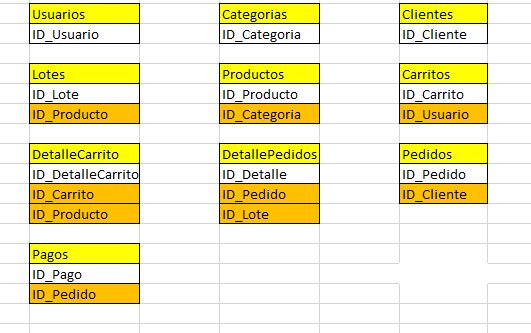 Usuarios
ID_Usuario
Categorias
ID_Categoria
Clientes
ID_Cliente
Lotes
ID_Lote
ID_Producto
Productos
ID_Producto
ID_Categoria
Carritos
ID_Carrito
ID_Usuario
DetalleCarrito
ID_DetalleCarrito
ID_Carrito
ID_Producto
DetallePedidos
ID_Detalle
ID_Pedido
ID_Lote
Pedidos
ID_Pedido
ID_Cliente
Pagos
ID_Pago
ID_Pedido